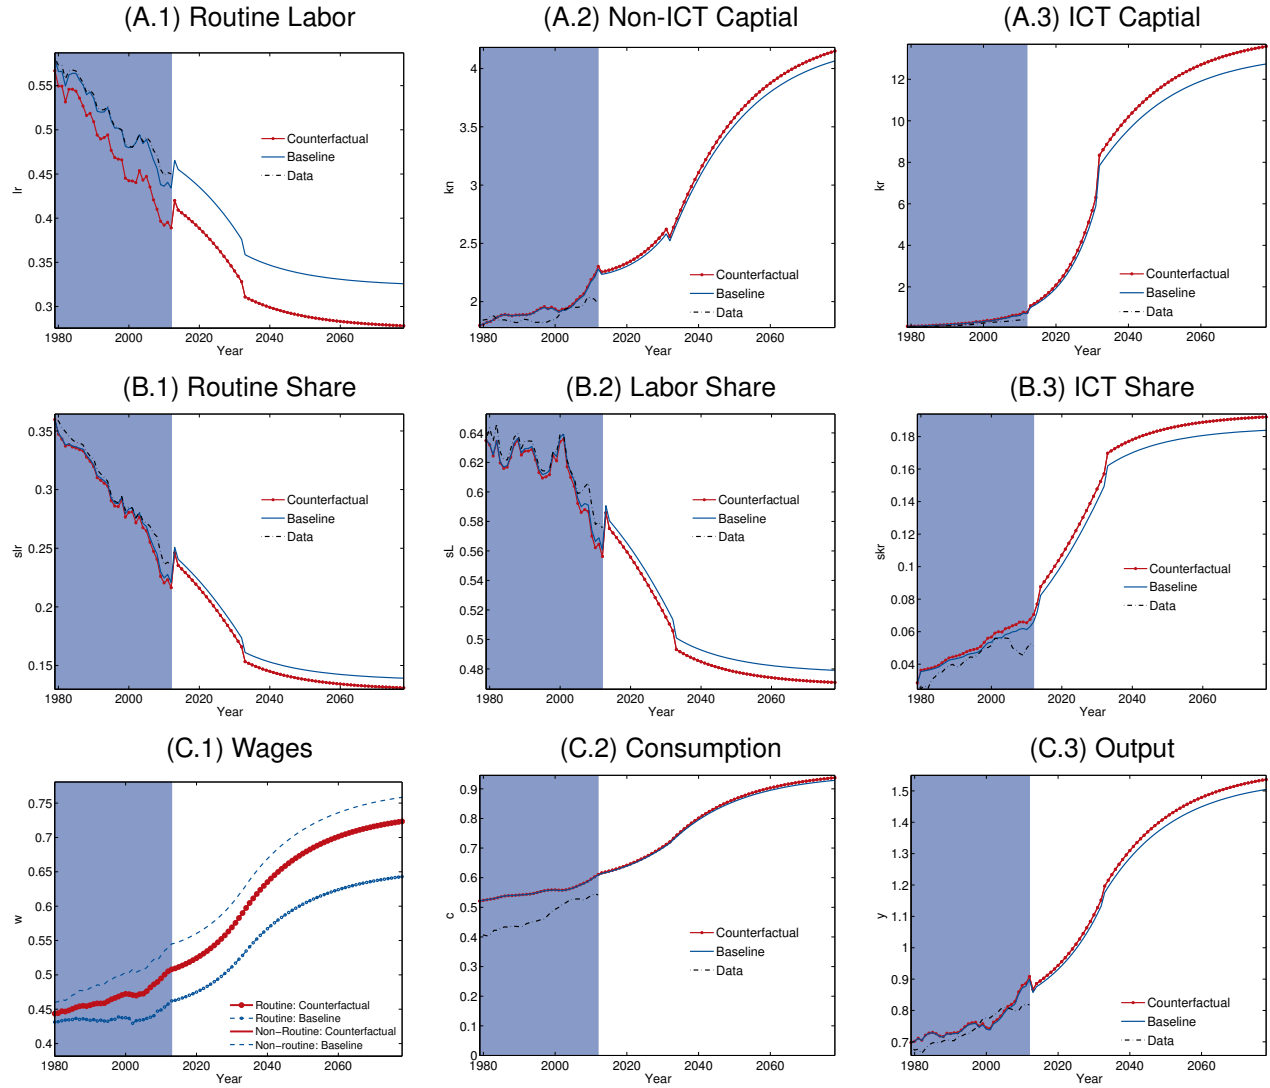 (A.1) Routine Labor
(A.2) Non-ICT Captial
(A.3) ICT Captial
0.55
0.5
0.45
0.4
0.35
0.3
lr
Counterfactual
Baseline
Data
1980 2000 2020 2040 2060
Year
4
3.5
3
2.5
2
kn
Counterfactual
Baseline
Data
1980 2000 2020 2040 2060
Year
12
10
8
6
4
2
kr
Counterfactual
Baseline
Data
1980 2000 2020 2040 2060
Year
(B.1) Routine Share
(B.2) Labor Share
(B.3) ICT Share
0.35
0.3
0.25
0.2
0.15
slr
Counterfactual
Baseline
Data
1980 2000 2020 2040 2060
Year
0.64
0.62
0.6
0.58
0.56
0.54
0.52
0.5
0.48
sL
Counterfactual
Baseline
Data
1980 2000 2020 2040 2060
Year
0.18
0.16
0.14
0.12
0.1
0.08
0.06
0.04
skr
Counterfactual
Baseline
Data
1980 2000 2020 2040 2060
Year
(C.1) Wages
(C.2) Consumption
(C.3) Output
0.75
0.7
0.65
0.6
0.55
0.5
0.45
0.4
w
Routine: Counterfactual
Routine: Baseline
Non-Routine: Counterfactual
Non-routine: Baseline
1980 2000 2020 2040 2060
Year
0.9
0.8
0.7
0.6
0.5
0.4
0.3
0.2
0.1
0
c
Counterfactual
Baseline
Data
1980 2000 2020 2040 2060
Year
1.5
1.4
1.3
1.2
1.1
1
0.9
0.8
0.7
y
Counterfactual
Baseline
Data
1980 2000 2020 2040 2060
Year